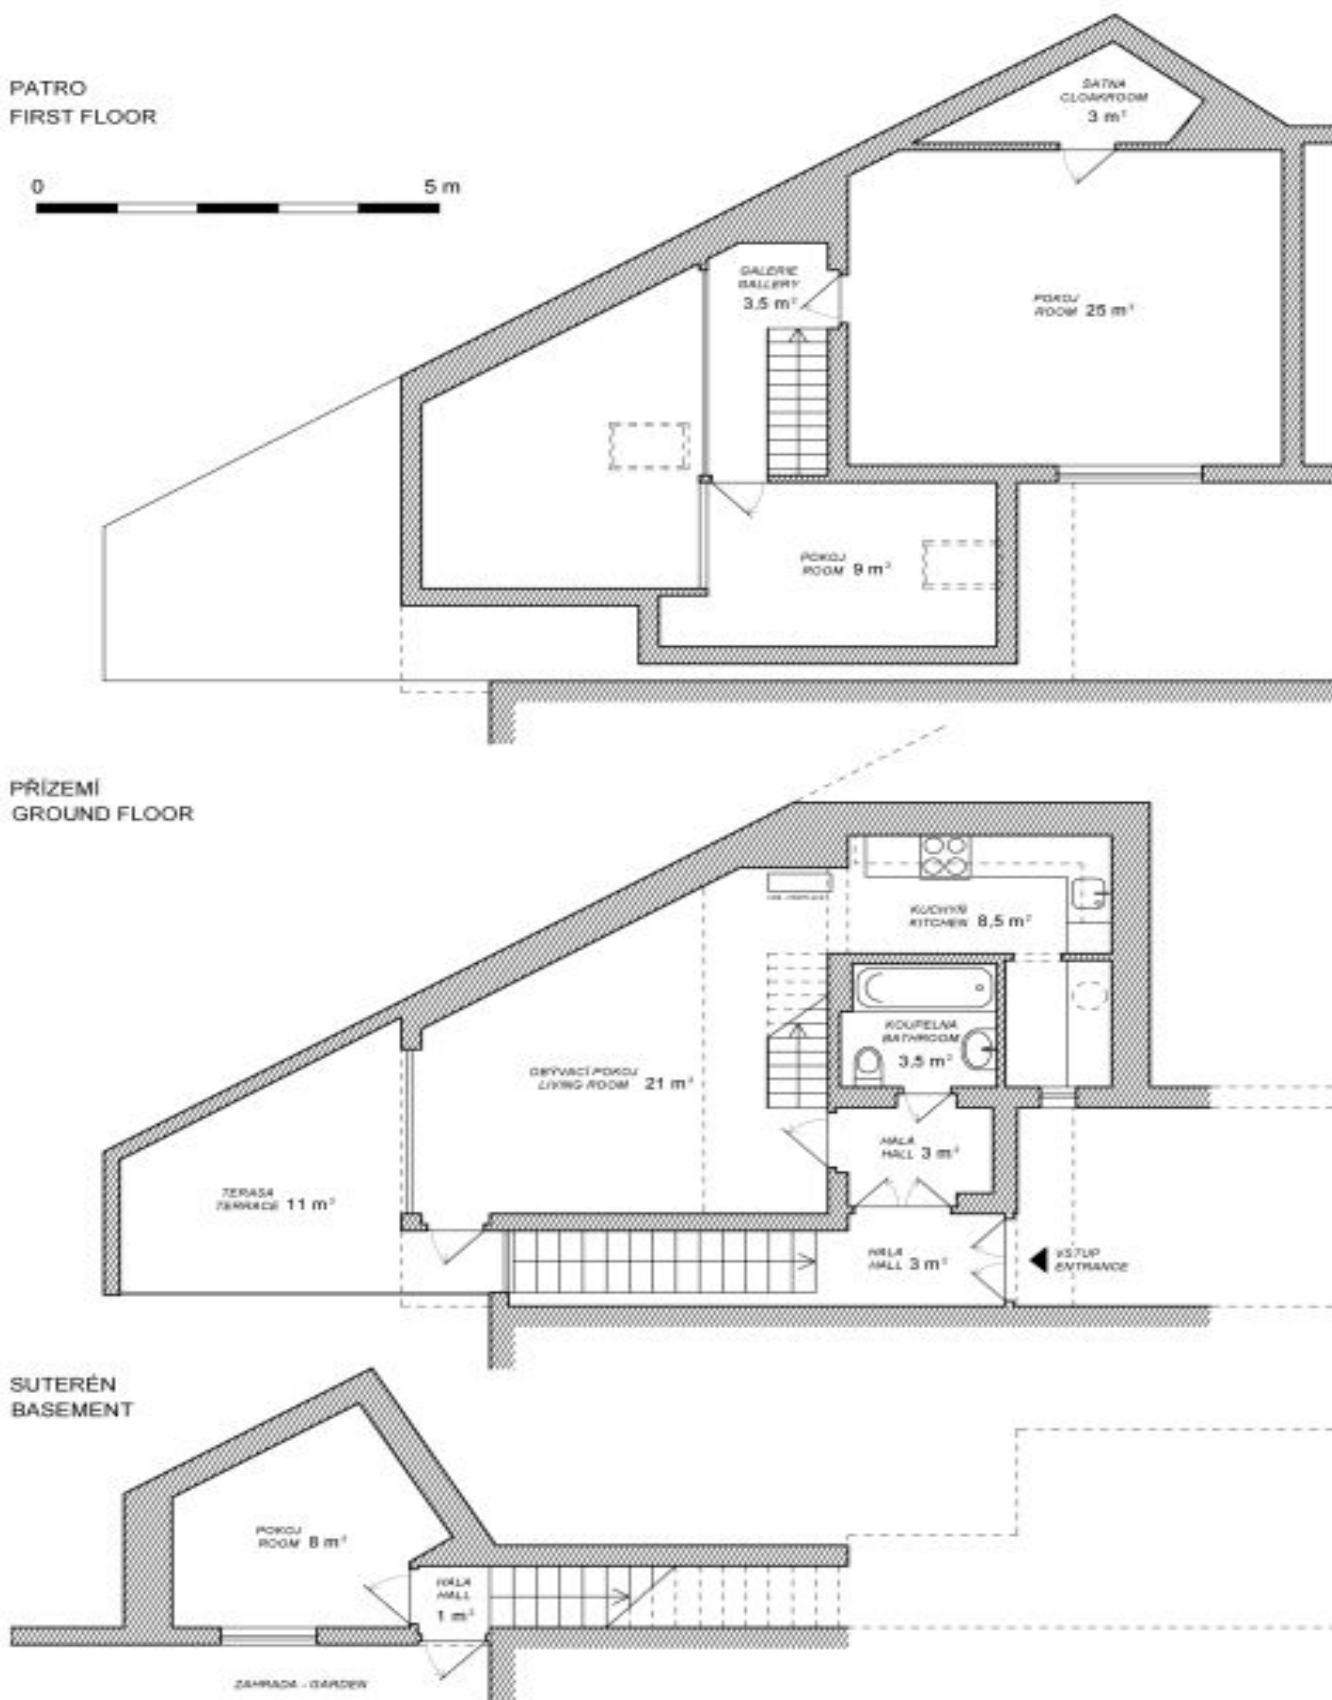 PATRO
FIRST FLOOR
0 5 m
ŠATNA
CLOAKROOM
3 m²
GALERIE
GALLERY
3,5 m²
POKOJ
ROOM 25 m²
POKOJ
ROOM 9 m²
PŘÍZEMÍ
GROUND FLOOR
KUCHYŇ
KITCHEN 8,5 m²
KOUPELNA
BATHROOM
3,5 m²
OBÝVACÍ POKOJ
LIVING ROOM 21 m²
HALA
HALL 3 m²
TERASA
TERRACE 11 m²
HALA
HALL 3 m²
VSTUP
ENTRANCE
SUTERÉN
BASEMENT
POKOJ
ROOM 8 m²
HALA
HALL
1 m²
ZAHRADA - GARDEN